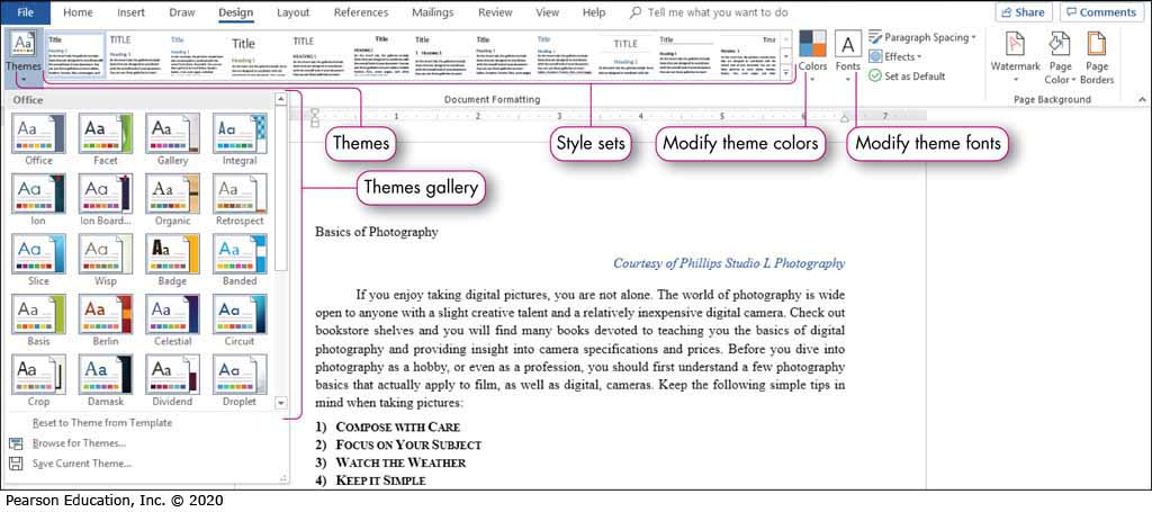 File Home Insert Draw Design Layout References Mailings Review View Help Tell me what you want to do Share Comments
Themes
Title TITLE Title TITLE Title TITLE Title Title Title Title TITLE Title Title
Heading 1
Colors
Fonts
Paragraph Spacing
Effects
Set as Default
Watermark
Page Color
Page Borders
Document Formatting
Page Background
Office
Office Facet Gallery Integral
Ion Ion Board... Organic Retrospect
Slice Wisp Badge Banded
Basis Berlin Celestial Circuit
Crop Damask Dividend Droplet
Reset to Theme from Template
Browse for Themes...
Save Current Theme...
1 2 3 4 5 6 7
Themes
Style sets
Modify theme colors
Modify theme fonts
Themes gallery
Basics of Photography
Courtesy of Phillips Studio L Photography
If you enjoy taking digital pictures, you are not alone. The world of photography is wide
open to anyone with a slight creative talent and a relatively inexpensive digital camera. Check out
bookstore shelves and you will find many books devoted to teaching you the basics of digital
photography and providing insight into camera specifications and prices. Before you dive into
photography as a hobby, or even as a profession, you should first understand a few photography
basics that actually apply to film, as well as digital, cameras. Keep the following simple tips in
mind when taking pictures:
1) COMPOSE WITH CARE
2) FOCUS ON YOUR SUBJECT
3) WATCH THE WEATHER
4) KEEP IT SIMPLE
Pearson Education, Inc. © 2020